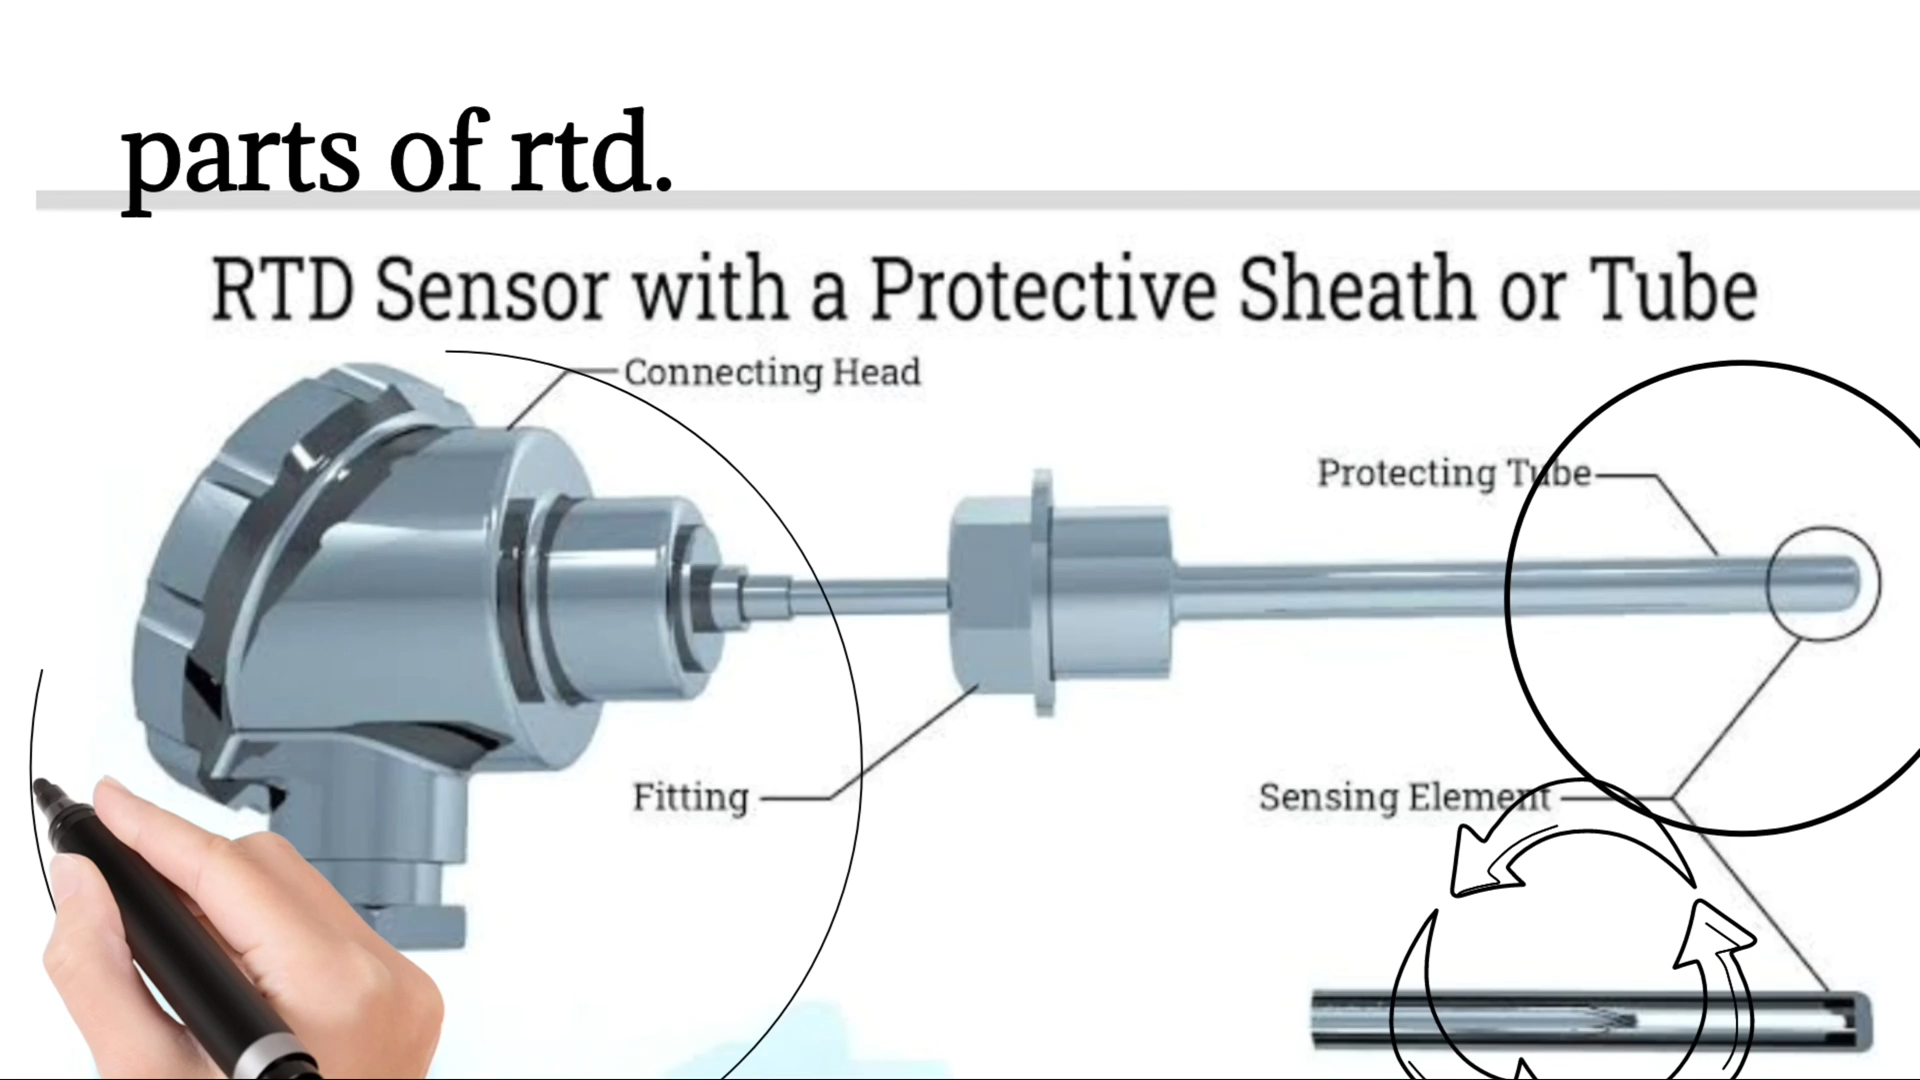 parts of rtd.
RTD Sensor with a Protective Sheath or Tube
Connecting Head
Protecting Tube
Fitting
Sensing Element